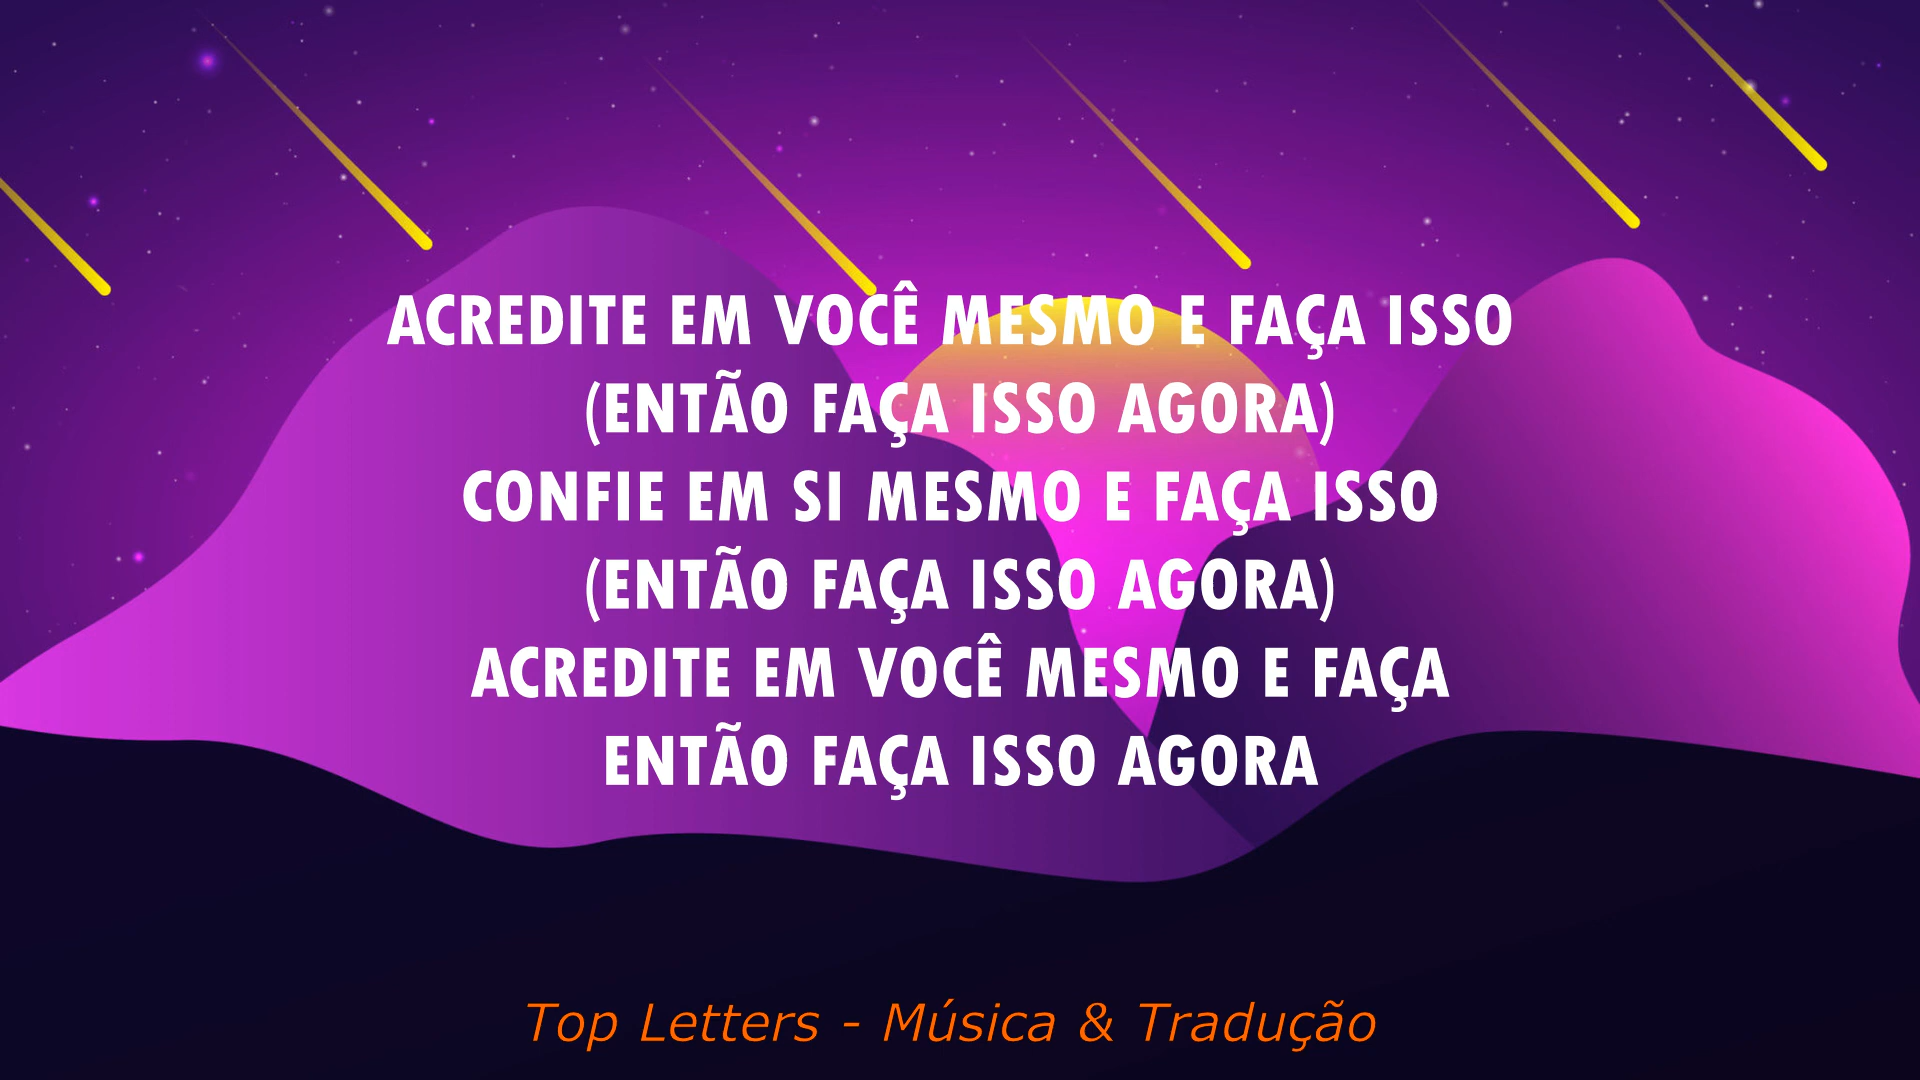 ACREDITE EM VOCÊ MESMO E FAÇA ISSO
(ENTÃO FAÇA ISSO AGORA)
CONFIE EM SI MESMO E FAÇA ISSO
(ENTÃO FAÇA ISSO AGORA)
ACREDITE EM VOCÊ MESMO E FAÇA
ENTÃO FAÇA ISSO AGORA
Top Letters - Música & Tradução